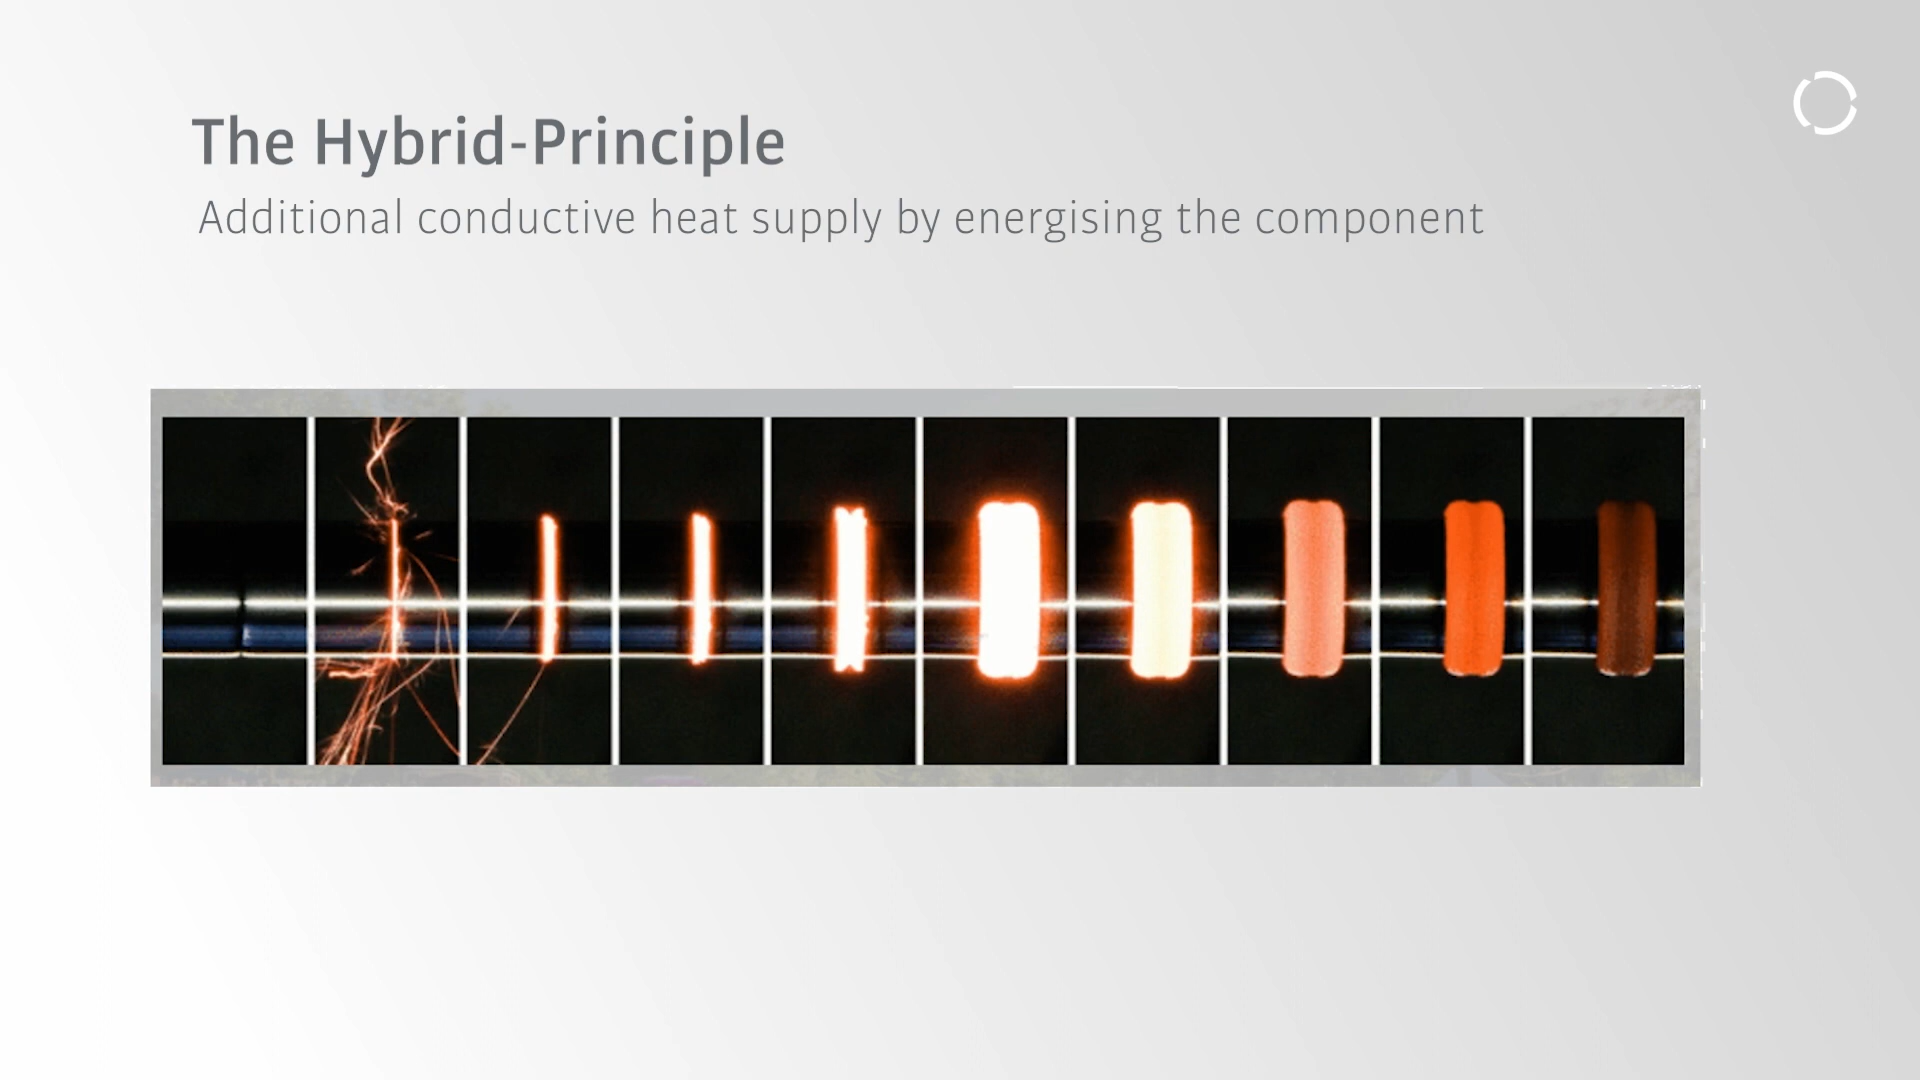 The Hybrid-Principle
Additional conductive heat supply by energising the component